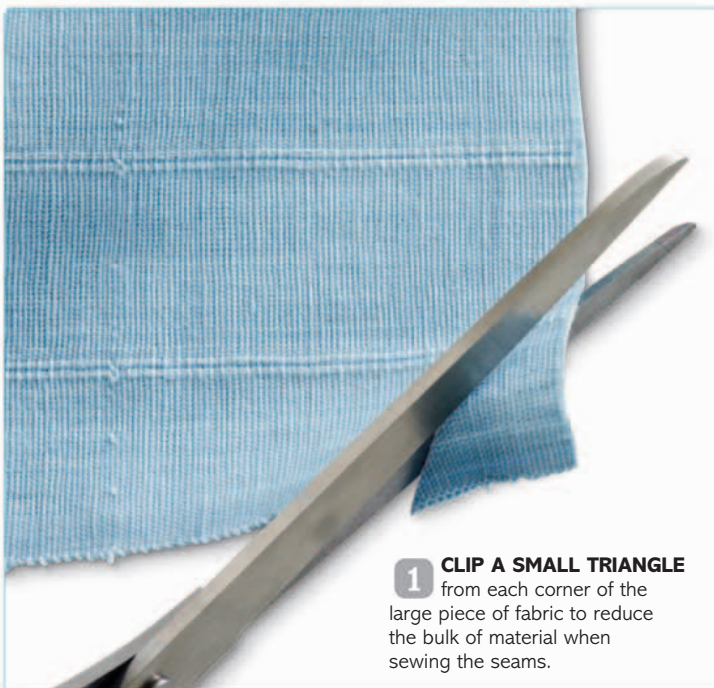 1 CLIP A SMALL TRIANGLE
from each corner of the
large piece of fabric to reduce
the bulk of material when
sewing the seams.